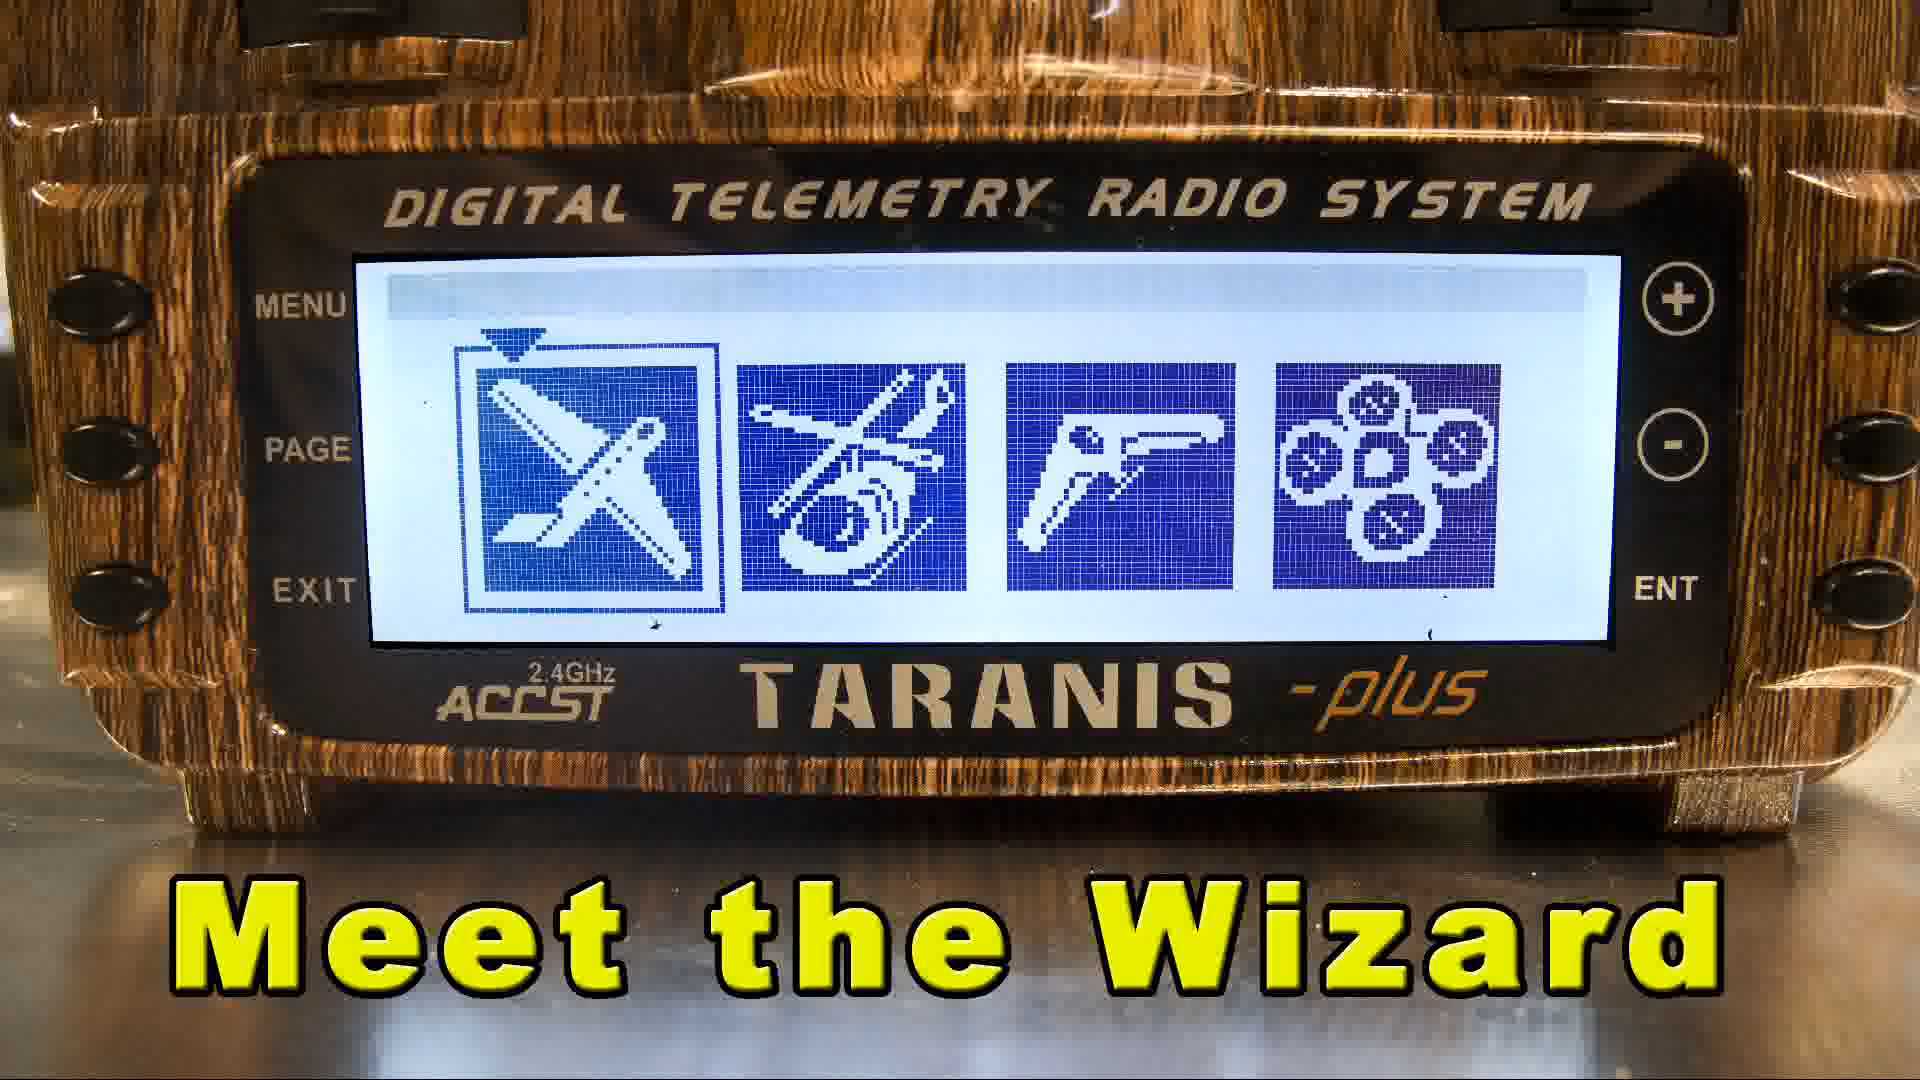 DIGITAL TELEMETRY RADIO SYSTEM
MENU
+
PAGE
-
EXIT
ENT
2.4GHz
ACCST
TARANIS -plus
Meet the Wizard